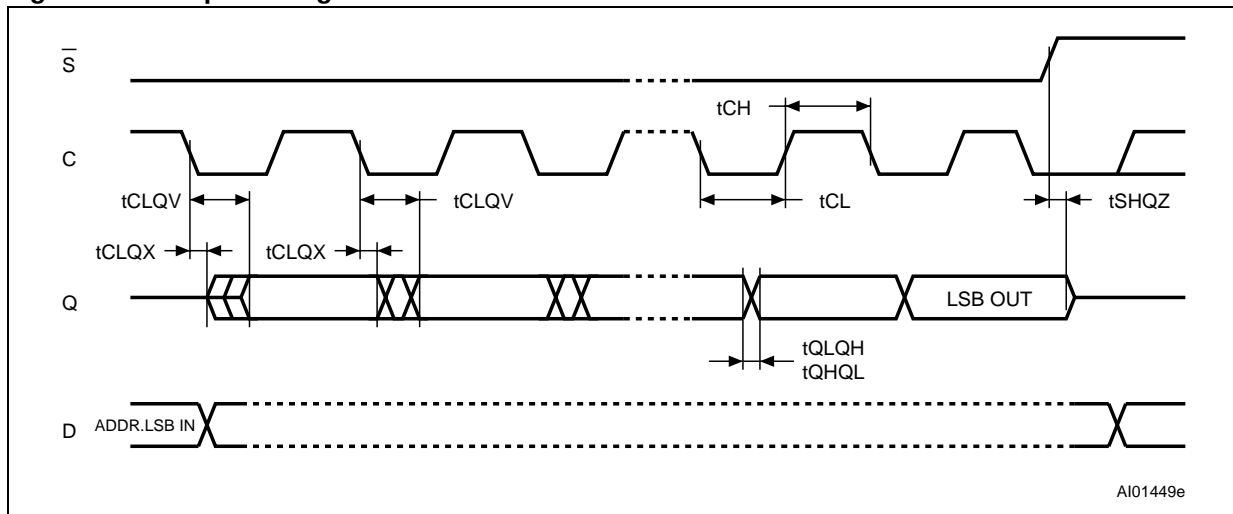 S
tCH
C
tCLQV
tCLQV
tCL
tSHQZ
tCLQX
tCLQX
Q
LSB OUT
tQLQH
tQHQL
D
ADDR.LSB IN
AI01449e